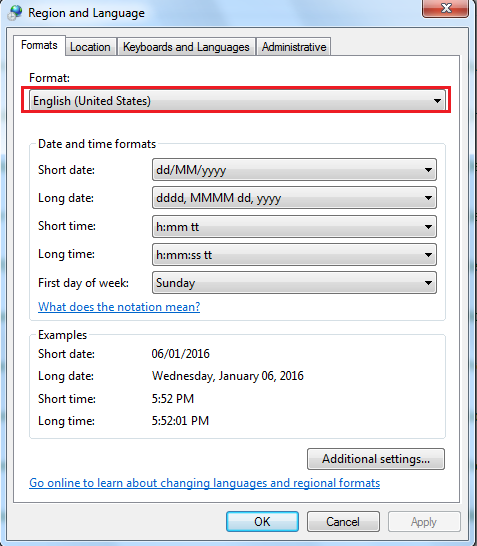 Region and Language
Formats Location Keyboards and Languages Administrative
Format:
English (United States)
Date and time formats
Short date: dd/MM/yyyy
Long date: dddd, MMMM dd, yyyy
Short time: h:mm tt
Long time: h:mm:ss tt
First day of week: Sunday
What does the notation mean?
Examples
Short date: 06/01/2016
Long date: Wednesday, January 06, 2016
Short time: 5:52 PM
Long time: 5:52:01 PM
Additional settings...
Go online to learn about changing languages and regional formats
OK Cancel Apply